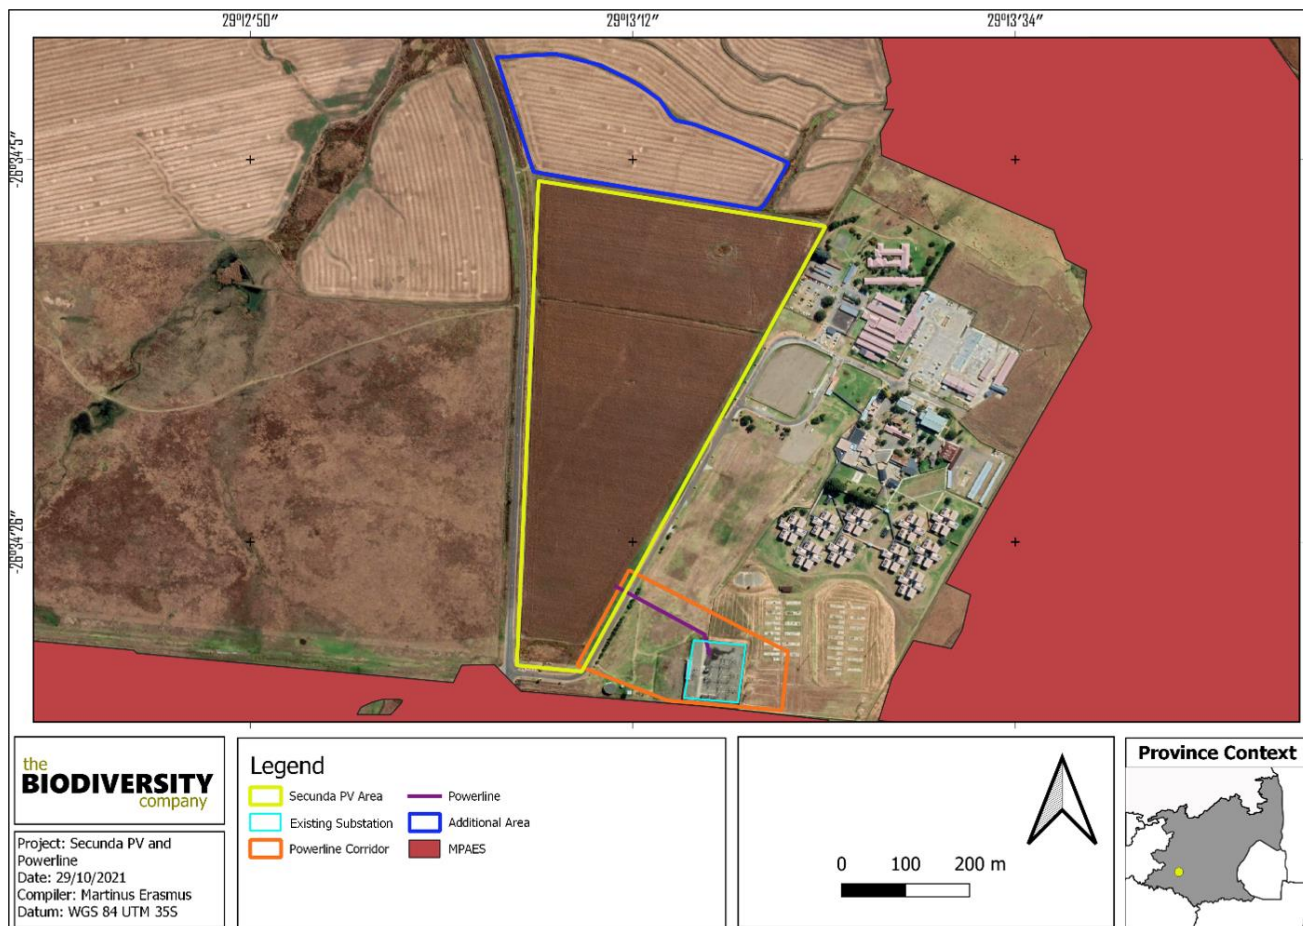 29°12'50" 29°13'12" 29°13'34"
-26°34'5"
-26°34'26"
the
BIODIVERSITY
company
Project: Secunda PV and
Powerline
Date: 29/10/2021
Compiler: Martinus Erasmus
Datum: WGS 84 UTM 35S
Legend
Secunda PV Area
Existing Substation
Powerline Corridor
Powerline
Additional Area
MPAES
0 100 200 m
Province Context